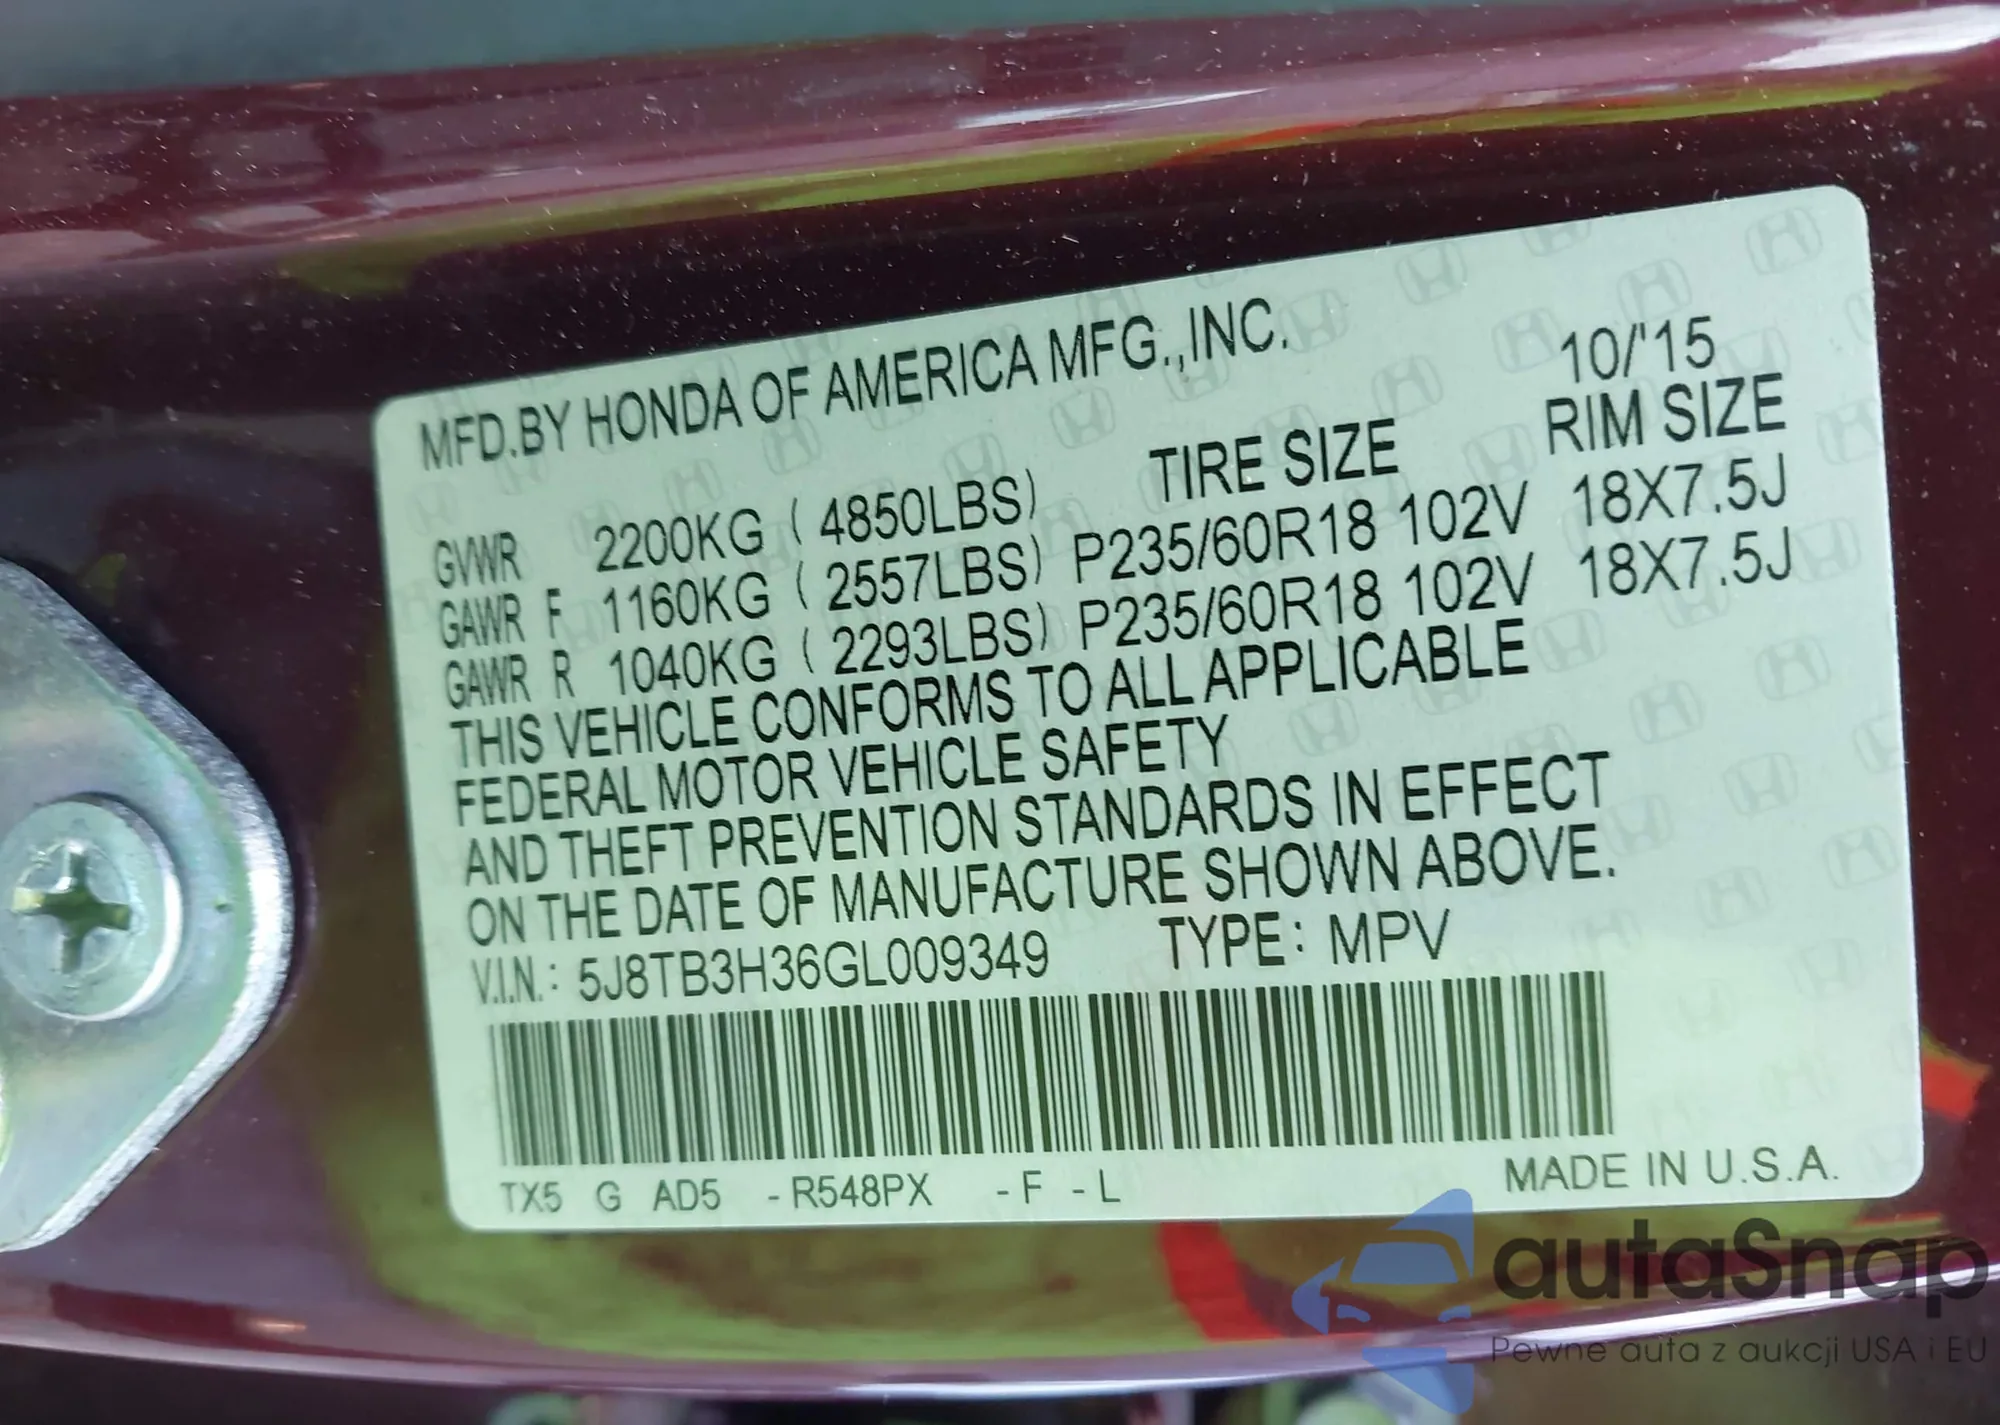 MFD.BY HONDA OF AMERICA MFG.,INC. 10/'15
TIRE SIZE RIM SIZE
GVWR 2200KG (4850LBS)
GAWR F 1160KG (2557LBS) P235/60R18 102V 18X7.5J
GAWR R 1040KG (2293LBS) P235/60R18 102V 18X7.5J
THIS VEHICLE CONFORMS TO ALL APPLICABLE
FEDERAL MOTOR VEHICLE SAFETY
AND THEFT PREVENTION STANDARDS IN EFFECT
ON THE DATE OF MANUFACTURE SHOWN ABOVE.
V.I.N.: 5J8TB3H36GL009349 TYPE: MPV
TX5 G AD5 -R548PX -F -L MADE IN U.S.A.
autaSnap
Pewne auta z aukcji USA i EU